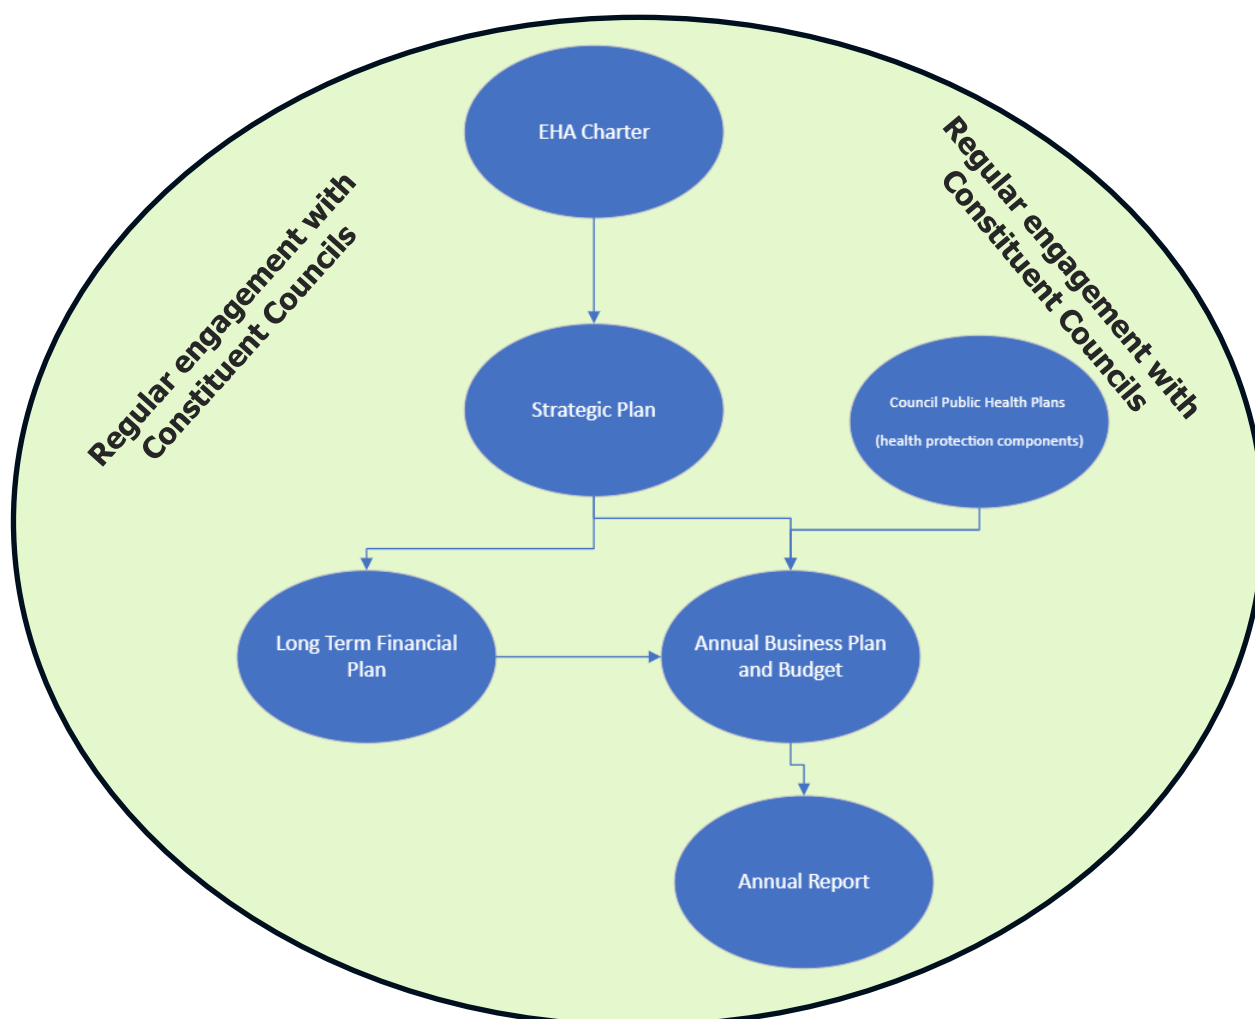 EHA Charter
Regular engagement with
Constituent Councils
Regular engagement with
Constituent Councils
Strategic Plan
Council Public Health Plans
(health protection components)
Long Term Financial
Plan
Annual Business Plan
and Budget
Annual Report